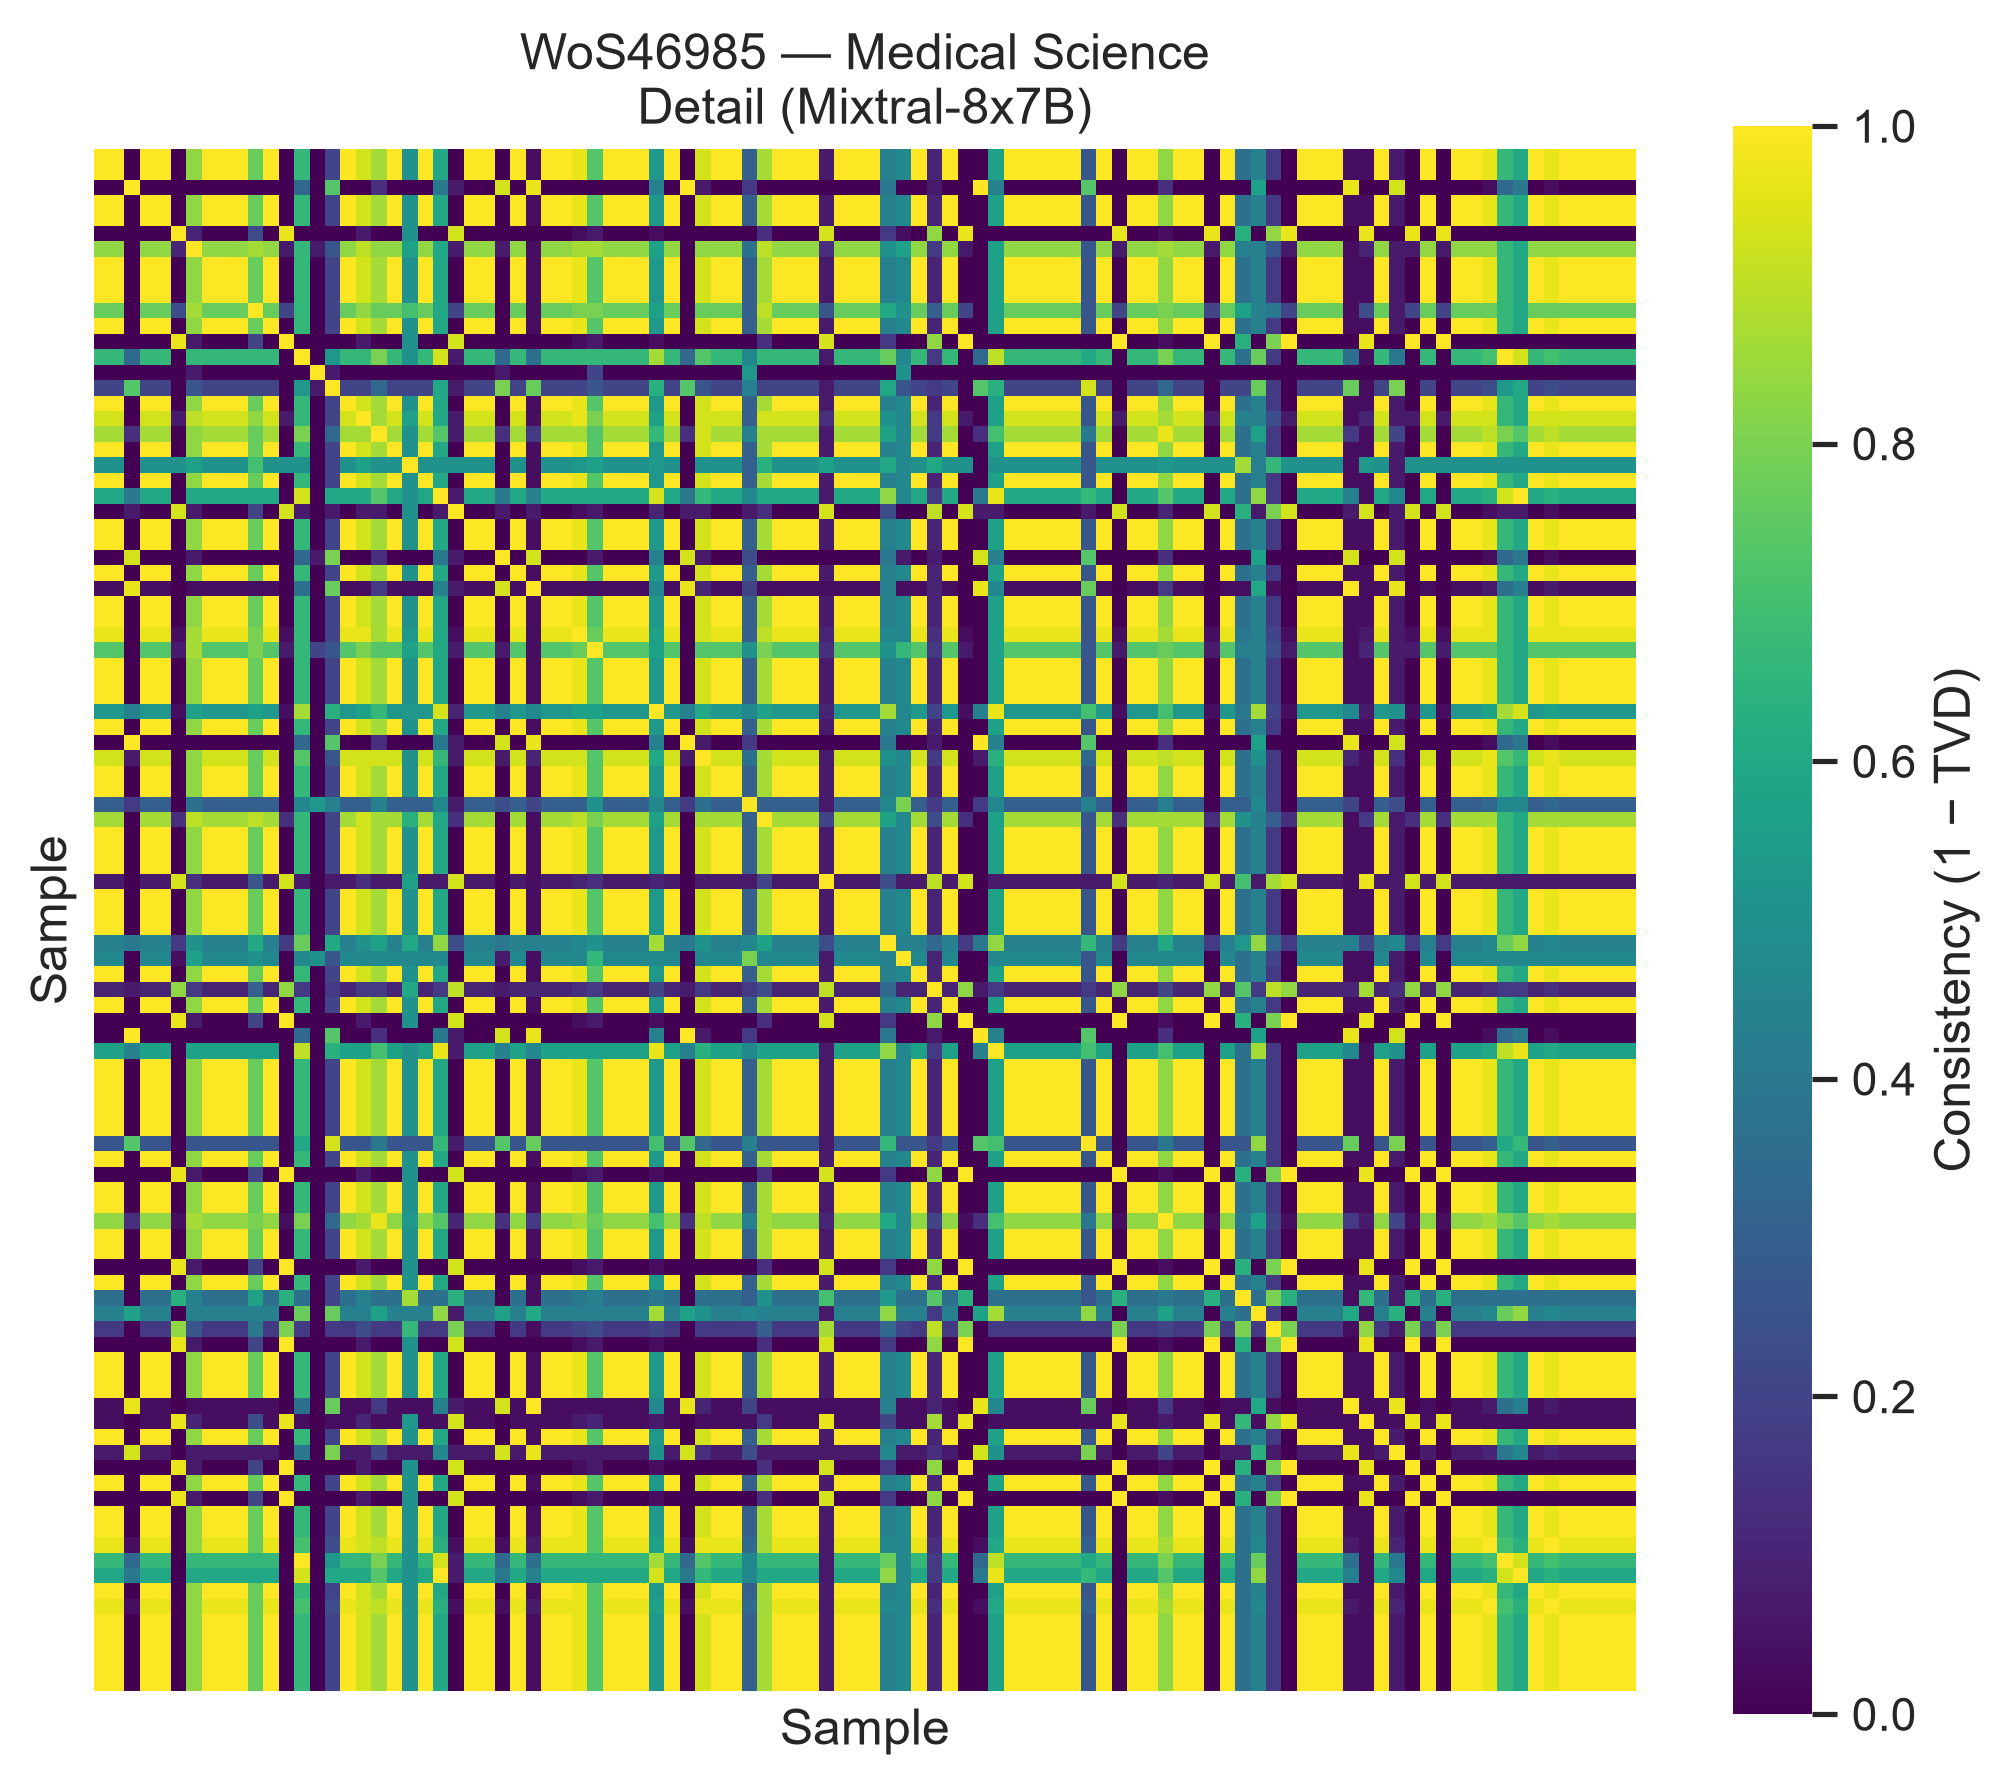 WoS46985 — Medical Science
Detail (Mixtral-8x7B)
Sample
Sample
1.0
0.8
0.6
0.4
0.2
0.0
Consistency (1 − TVD)